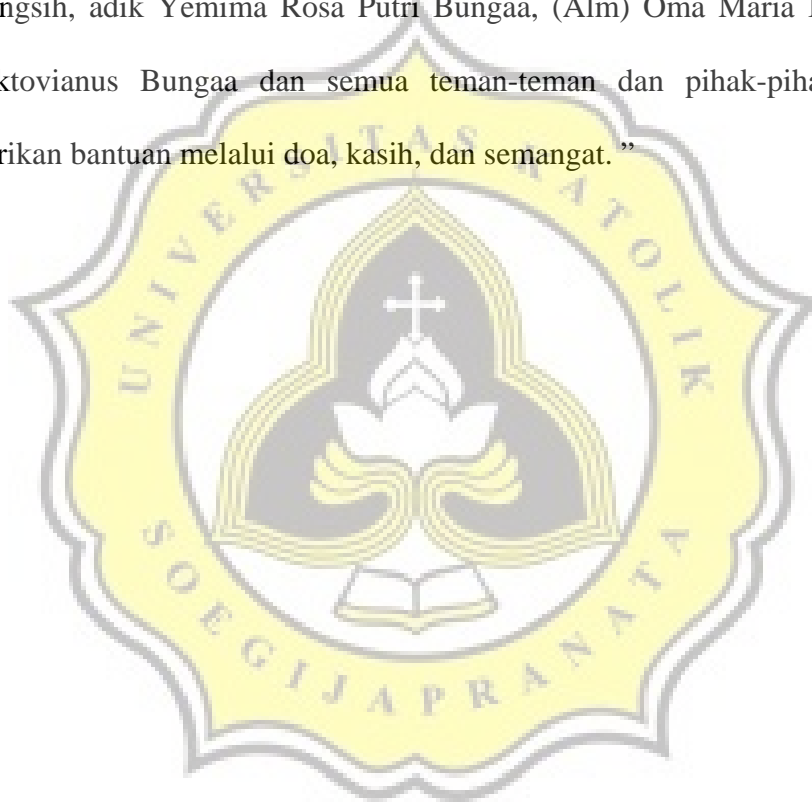 ngsih, adik Yemima Rosa Putri Bungaa, (Alm) Oma Maria
ktovianus Bungaa dan semua teman-teman dan pihak-piha
rikan bantuan melalui doa, kasih, dan semangat. ”
UNIVERSITAS KATOLIK
SOEGIJAPRANATA